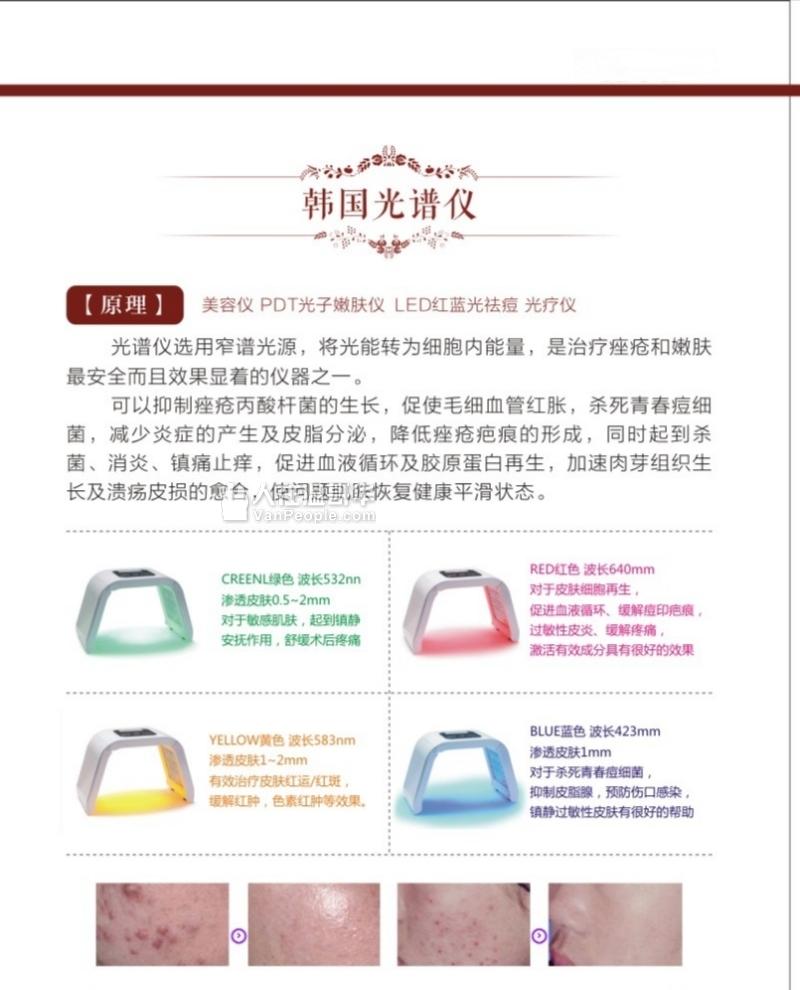 韩国光谱仪
【原理】 美容仪 PDT光子嫩肤仪 LED红蓝光祛痘 光疗仪
光谱仪选用窄谱光源，将光能转为细胞内能量，是治疗痤疮和嫩肤
最安全而且效果显着的仪器之一。
可以抑制痤疮丙酸杆菌的生长，促使毛细血管红胀，杀死青春痘细
菌，减少炎症的产生及皮脂分泌，降低痤疮疤痕的形成，同时起到杀
菌、消炎、镇痛止痒，促进血液循环及胶原蛋白再生，加速肉芽组织生
长及溃疡皮损的愈合，使问题肌肤恢复健康平滑状态。
人在温哥华
VanPeople.com
CREENL绿色 波长532nn
渗透皮肤0.5~2mm
对于敏感肌肤，起到镇静
安抚作用，舒缓术后疼痛
RED红色 波长640mm
对于皮肤细胞再生，
促进血液循环、缓解痘印疤痕，
过敏性皮炎、缓解疼痛，
激活有效成分具有很好的效果
YELLOW黄色 波长583nm
渗透皮肤1~2mm
有效治疗皮肤红运/红斑，
缓解红肿，色素红肿等效果。
BLUE蓝色 波长423mm
渗透皮肤1mm
对于杀死青春痘细菌，
抑制皮脂腺，预防伤口感染，
镇静过敏性皮肤有很好的帮助